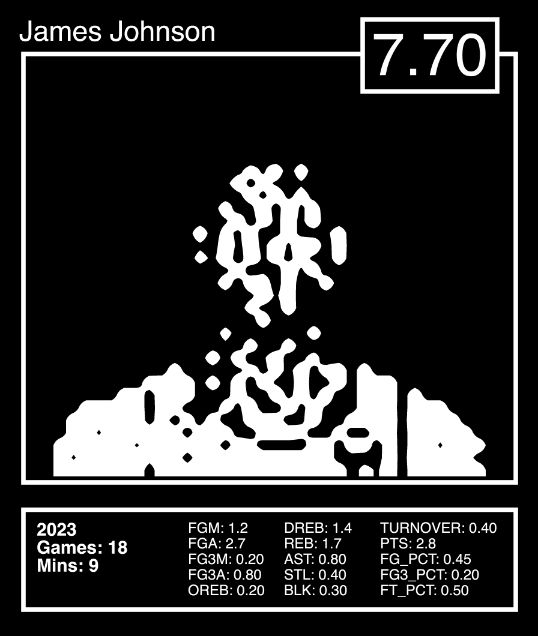 James Johnson
7.70
2023
Games: 18
Mins: 9
FGM: 1.2
FGA: 2.7
FG3M: 0.20
FG3A: 0.80
OREB: 0.20
DREB: 1.4
REB: 1.7
AST: 0.80
STL: 0.40
BLK: 0.30
TURNOVER: 0.40
PTS: 2.8
FG_PCT: 0.45
FG3_PCT: 0.20
FT_PCT: 0.50